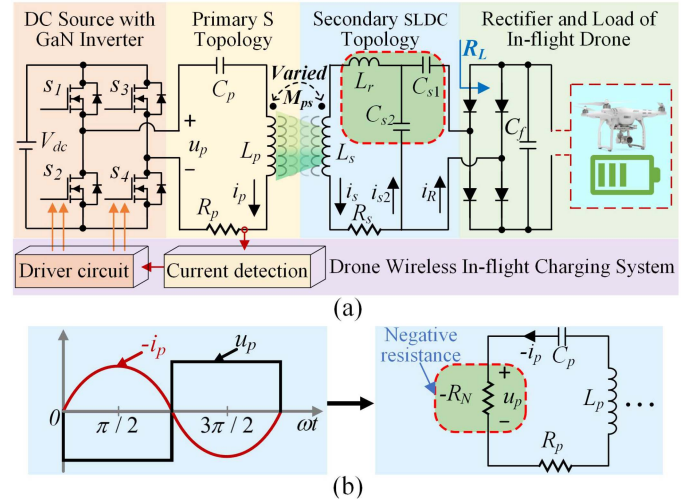 DC Source with
GaN Inverter
Primary S
Topology
Secondary SLDC
Topology
Rectifier and Load of
In-flight Drone
S1
S3
Vdc
S2
S4
Cp
+
up
−
Lp
ip
Rp
Varied
Mps
Lr
Cs1
Cs2
Ls
is
is2
iR
Rs
RL
Cf
Driver circuit
Current detection
Drone Wireless In-flight Charging System
(a)
-ip
up
0
π / 2
3π / 2
ωt
Negative
resistance
-RN
+
up
−
-ip
Cp
Lp
Rp
(b)